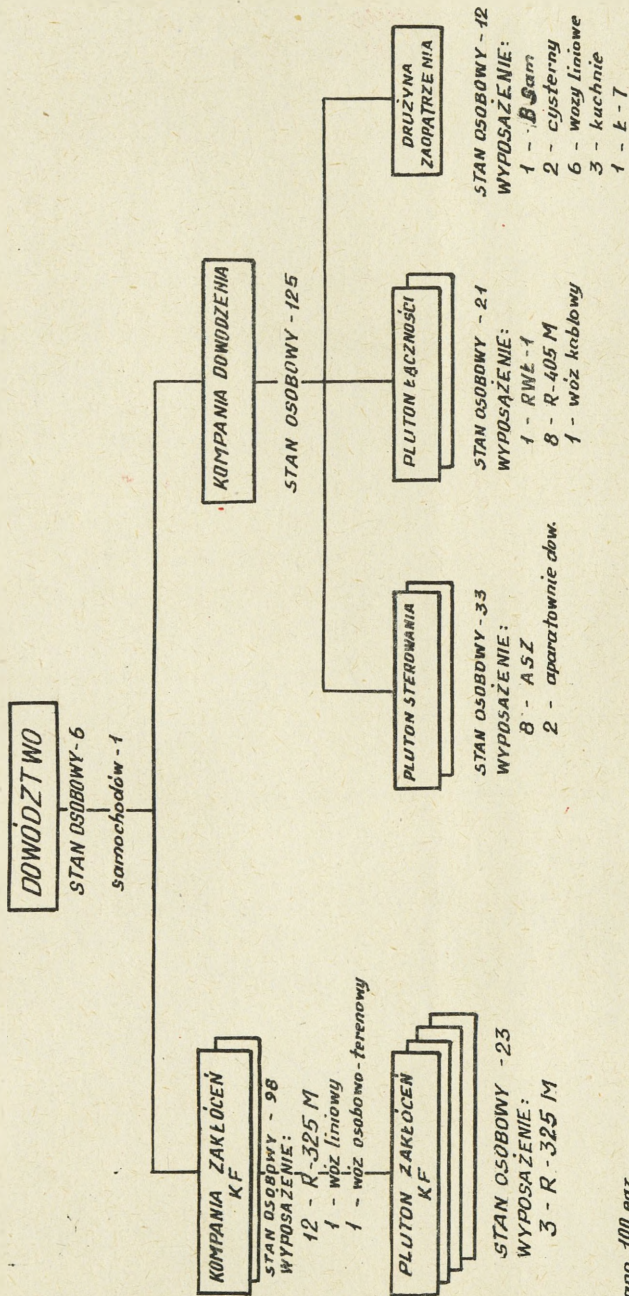 DOWÓDZTWO
STAN OSOBOWY-6
samochodów-1
KOMPANIA ZAKŁÓCEŃ
KF
STAN OSOBOWY - 98
WYPOSAŻENIE:
12 - R-325 M
1 - wóz liniowy
1 - wóz osobowo-terenowy
PLUTON ZAKŁÓCEŃ
KF
STAN OSOBOWY - 23
WYPOSAŻENIE:
3 - R-325 M
KOMPANIA DOWODZENIA
STAN OSOBOWY - 125
PLUTON STEROWANIA
STAN OSOBOWY-33
WYPOSAŻENIE:
8 - ASZ
2 - aparatownie dow.
PLUTON ŁĄCZNOŚCI
STAN OSOBOWY - 21
WYPOSĄŻENIE:
1 - RWŁ-1
8 - R-405 M
1 - wóz kablowy
DRUŻYNA
ZAOPATRZENIA
STAN OSOBOWY - 12
WYPOSAŻENIE:
1 - B Sam
2 - cysterny
6 - wozy liniowe
3 - kuchnie
1 - Ł-7
100 egz.